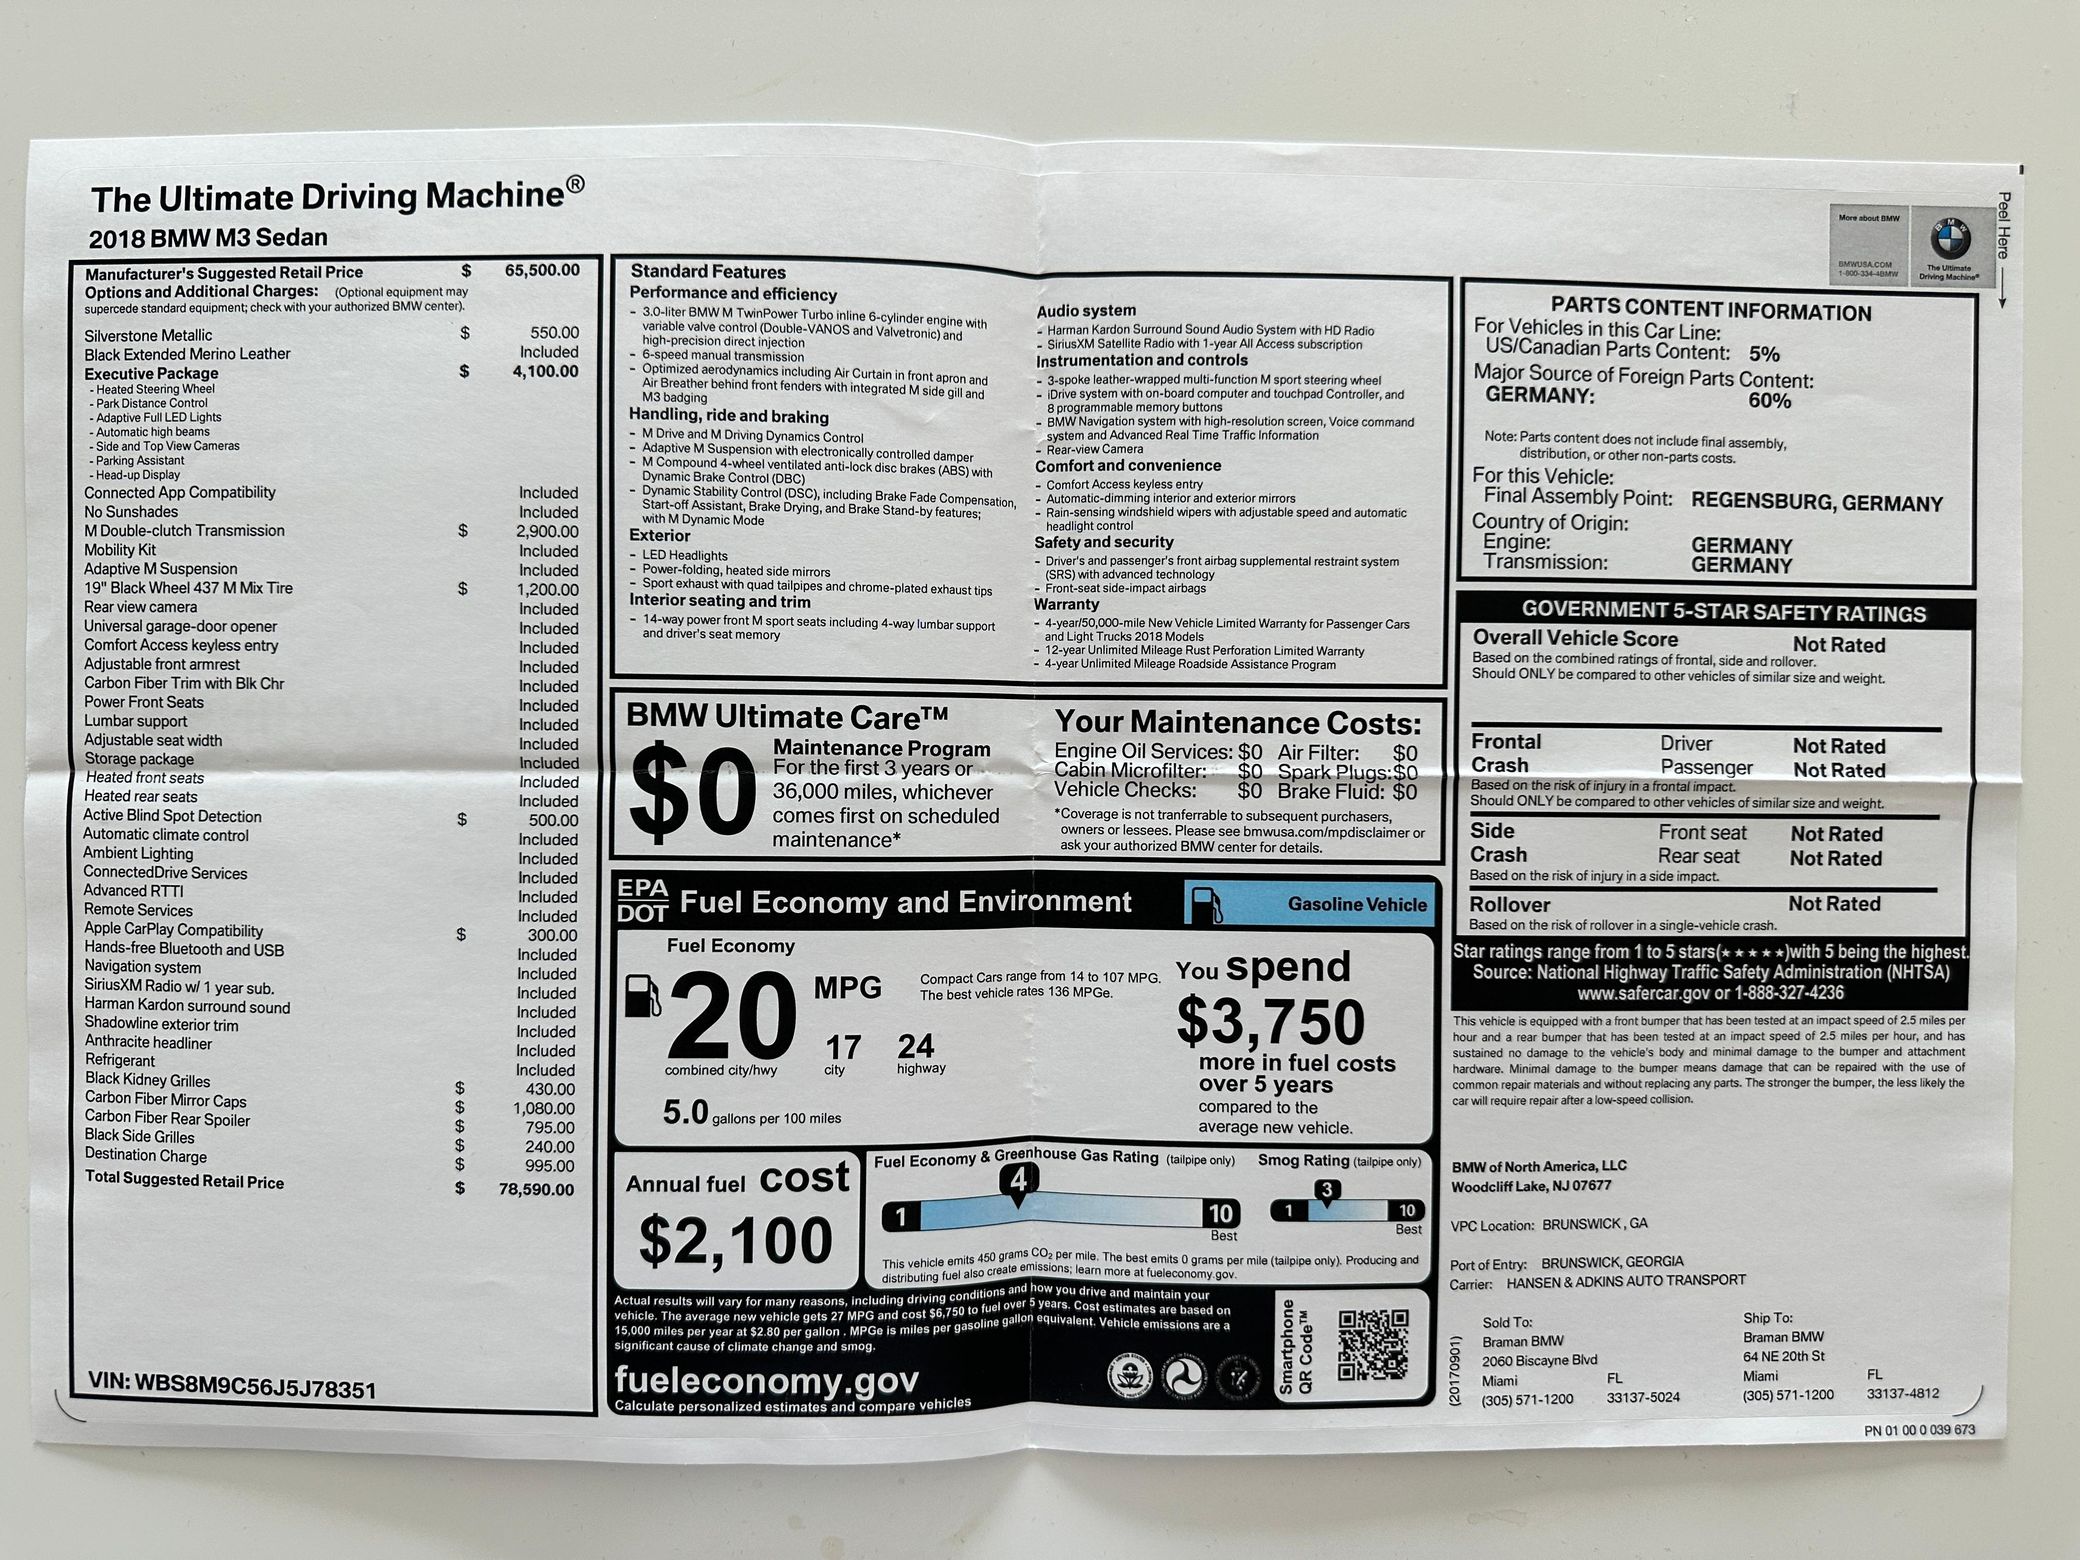 The Ultimate Driving Machine®
2018 BMW M3 Sedan
Manufacturer's Suggested Retail Price $ 65,500.00
Options and Additional Charges: (Optional equipment may
supercede standard equipment; check with your authorized BMW center).
Silverstone Metallic $ 550.00
Black Extended Merino Leather Included
Executive Package $ 4,100.00
- Heated Steering Wheel
- Park Distance Control
- Adaptive Full LED Lights
- Automatic high beams
- Side and Top View Cameras
- Parking Assistant
- Head-up Display
Connected App Compatibility Included
No Sunshades Included
M Double-clutch Transmission $ 2,900.00
Mobility Kit Included
Adaptive M Suspension Included
19" Black Wheel 437 M Mix Tire $ 1,200.00
Rear view camera Included
Universal garage-door opener Included
Comfort Access keyless entry Included
Adjustable front armrest Included
Carbon Fiber Trim with Blk Chr Included
Power Front Seats Included
Lumbar support Included
Adjustable seat width Included
Storage package Included
Heated front seats Included
Heated rear seats Included
Active Blind Spot Detection $ 500.00
Automatic climate control Included
Ambient Lighting Included
ConnectedDrive Services Included
Advanced RTTI Included
Remote Services Included
Apple CarPlay Compatibility $ 300.00
Hands-free Bluetooth and USB Included
Navigation system Included
SiriusXM Radio w/ 1 year sub. Included
Harman Kardon surround sound Included
Shadowline exterior trim Included
Anthracite headliner Included
Refrigerant Included
Black Kidney Grilles $ 430.00
Carbon Fiber Mirror Caps $ 1,080.00
Carbon Fiber Rear Spoiler $ 795.00
Black Side Grilles $ 240.00
Destination Charge $ 995.00
Total Suggested Retail Price $ 78,590.00
VIN: WBS8M9C56J5J78351
Standard Features
Performance and efficiency
- 3.0-liter BMW M TwinPower Turbo inline 6-cylinder engine with
variable valve control (Double-VANOS and Valvetronic) and
high-precision direct injection
- 6-speed manual transmission
- Optimized aerodynamics including Air Curtain in front apron and
Air Breather behind front fenders with integrated M side gill and
M3 badging
Handling, ride and braking
- M Drive and M Driving Dynamics Control
- Adaptive M Suspension with electronically controlled damper
- M Compound 4-wheel ventilated anti-lock disc brakes (ABS) with
Dynamic Brake Control (DBC)
- Dynamic Stability Control (DSC), including Brake Fade Compensation,
Start-off Assistant, Brake Drying, and Brake Stand-by features;
with M Dynamic Mode
Exterior
- LED Headlights
- Power-folding, heated side mirrors
- Sport exhaust with quad tailpipes and chrome-plated exhaust tips
Interior seating and trim
- 14-way power front M sport seats including 4-way lumbar support
and driver's seat memory
Audio system
- Harman Kardon Surround Sound Audio System with HD Radio
- SiriusXM Satellite Radio with 1-year All Access subscription
Instrumentation and controls
- 3-spoke leather-wrapped multi-function M sport steering wheel
- iDrive system with on-board computer and touchpad Controller, and
8 programmable memory buttons
- BMW Navigation system with high-resolution screen, Voice command
system and Advanced Real Time Traffic Information
- Rear-view Camera
Comfort and convenience
- Comfort Access keyless entry
- Automatic-dimming interior and exterior mirrors
- Rain-sensing windshield wipers with adjustable speed and automatic
headlight control
Safety and security
- Driver's and passenger's front airbag supplemental restraint system
(SRS) with advanced technology
- Front-seat side-impact airbags
Warranty
- 4-year/50,000-mile New Vehicle Limited Warranty for Passenger Cars
and Light Trucks 2018 Models
- 12-year Unlimited Mileage Rust Perforation Limited Warranty
- 4-year Unlimited Mileage Roadside Assistance Program
BMW Ultimate Care™
$0
Maintenance Program
For the first 3 years or
36,000 miles, whichever
comes first on scheduled
maintenance*
Your Maintenance Costs:
Engine Oil Services: $0 Air Filter: $0
Cabin Microfilter: $0 Spark Plugs: $0
Vehicle Checks: $0 Brake Fluid: $0
*Coverage is not tranferrable to subsequent purchasers,
owners or lessees. Please see bmwusa.com/mpdisclaimer or
ask your authorized BMW center for details.
EPA
DOT
Fuel Economy and Environment
Gasoline Vehicle
Fuel Economy
20 MPG
combined city/hwy
17
city
24
highway
5.0 gallons per 100 miles
Compact Cars range from 14 to 107 MPG.
The best vehicle rates 136 MPGe.
You spend
$3,750
more in fuel costs
over 5 years
compared to the
average new vehicle.
Annual fuel cost
$2,100
Fuel Economy & Greenhouse Gas Rating (tailpipe only)
4
1 10
Best
Smog Rating (tailpipe only)
3
1 10
Best
This vehicle emits 450 grams CO₂ per mile. The best emits 0 grams per mile (tailpipe only). Producing and
distributing fuel also create emissions; learn more at fueleconomy.gov.
Actual results will vary for many reasons, including driving conditions and how you drive and maintain your
vehicle. The average new vehicle gets 27 MPG and cost $6,750 to fuel over 5 years. Cost estimates are based on
15,000 miles per year at $2.80 per gallon . MPGe is miles per gasoline gallon equivalent. Vehicle emissions are a
significant cause of climate change and smog.
fueleconomy.gov
Calculate personalized estimates and compare vehicles
Smartphone
QR Code™
More about BMW
BMWUSA.COM
1-800-334-4BMW
BMW
The Ultimate
Driving Machine®
Peel Here
PARTS CONTENT INFORMATION
For Vehicles in this Car Line:
US/Canadian Parts Content: 5%
Major Source of Foreign Parts Content:
GERMANY: 60%
Note: Parts content does not include final assembly,
distribution, or other non-parts costs.
For this Vehicle:
Final Assembly Point: REGENSBURG, GERMANY
Country of Origin:
Engine: GERMANY
Transmission: GERMANY
GOVERNMENT 5-STAR SAFETY RATINGS
Overall Vehicle Score Not Rated
Based on the combined ratings of frontal, side and rollover.
Should ONLY be compared to other vehicles of similar size and weight.
Frontal Driver Not Rated
Crash Passenger Not Rated
Based on the risk of injury in a frontal impact.
Should ONLY be compared to other vehicles of similar size and weight.
Side Front seat Not Rated
Crash Rear seat Not Rated
Based on the risk of injury in a side impact.
Rollover Not Rated
Based on the risk of rollover in a single-vehicle crash.
Star ratings range from 1 to 5 stars(★★★★★)with 5 being the highest.
Source: National Highway Traffic Safety Administration (NHTSA)
www.safercar.gov or 1-888-327-4236
This vehicle is equipped with a front bumper that has been tested at an impact speed of 2.5 miles per
hour and a rear bumper that has been tested at an impact speed of 2.5 miles per hour, and has
sustained no damage to the vehicle's body and minimal damage to the bumper and attachment
hardware. Minimal damage to the bumper means damage that can be repaired with the use of
common repair materials and without replacing any parts. The stronger the bumper, the less likely the
car will require repair after a low-speed collision.
BMW of North America, LLC
Woodcliff Lake, NJ 07677
VPC Location: BRUNSWICK , GA
Port of Entry: BRUNSWICK, GEORGIA
Carrier: HANSEN & ADKINS AUTO TRANSPORT
(20170901)
Sold To:
Braman BMW
2060 Biscayne Blvd
Miami FL
(305) 571-1200 33137-5024
Ship To:
Braman BMW
64 NE 20th St
Miami FL
(305) 571-1200 33137-4812
PN 01 00 0 039 673